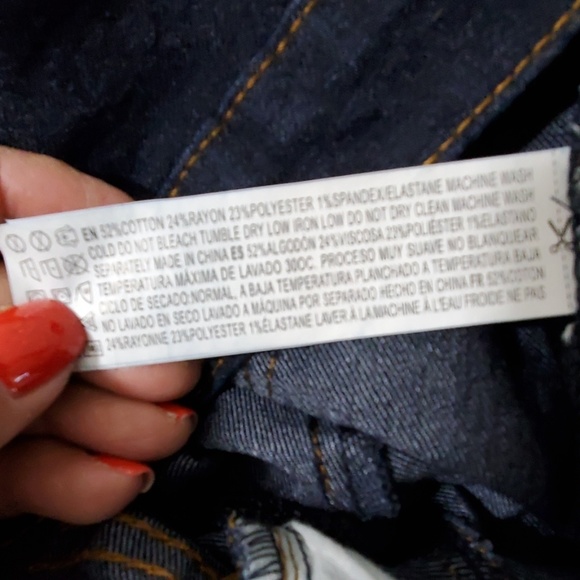 EN 52%COTTON 24%RAYON 23%POLYESTER 1%SPANDEX/ELASTANE MACHINE WASH
COLD DO NOT BLEACH TUMBLE DRY LOW IRON LOW DO NOT DRY CLEAN MACHINE WASH
SEPARATELY MADE IN CHINA ES 52%ALGODÓN 24%VISCOSA 23%POLIÉSTER 1%ELASTANO
TEMPERATURA MÁXIMA DE LAVADO 30OC. PROCESO MUY SUAVE NO BLANQUEAR
CICLO DE SECADO:NORMAL, A BAJA TEMPERATURA PLANCHADO A TEMPERATURA BAJA
NO LAVADO EN SECO LAVADO A MÁQUINA POR SEPARADO HECHO EN CHINA FR 52%COTON
24%RAYONNE 23%POLYESTER 1%ÉLASTANE LAVER À LA MACHINE À L'EAU FROIDE NE PAS